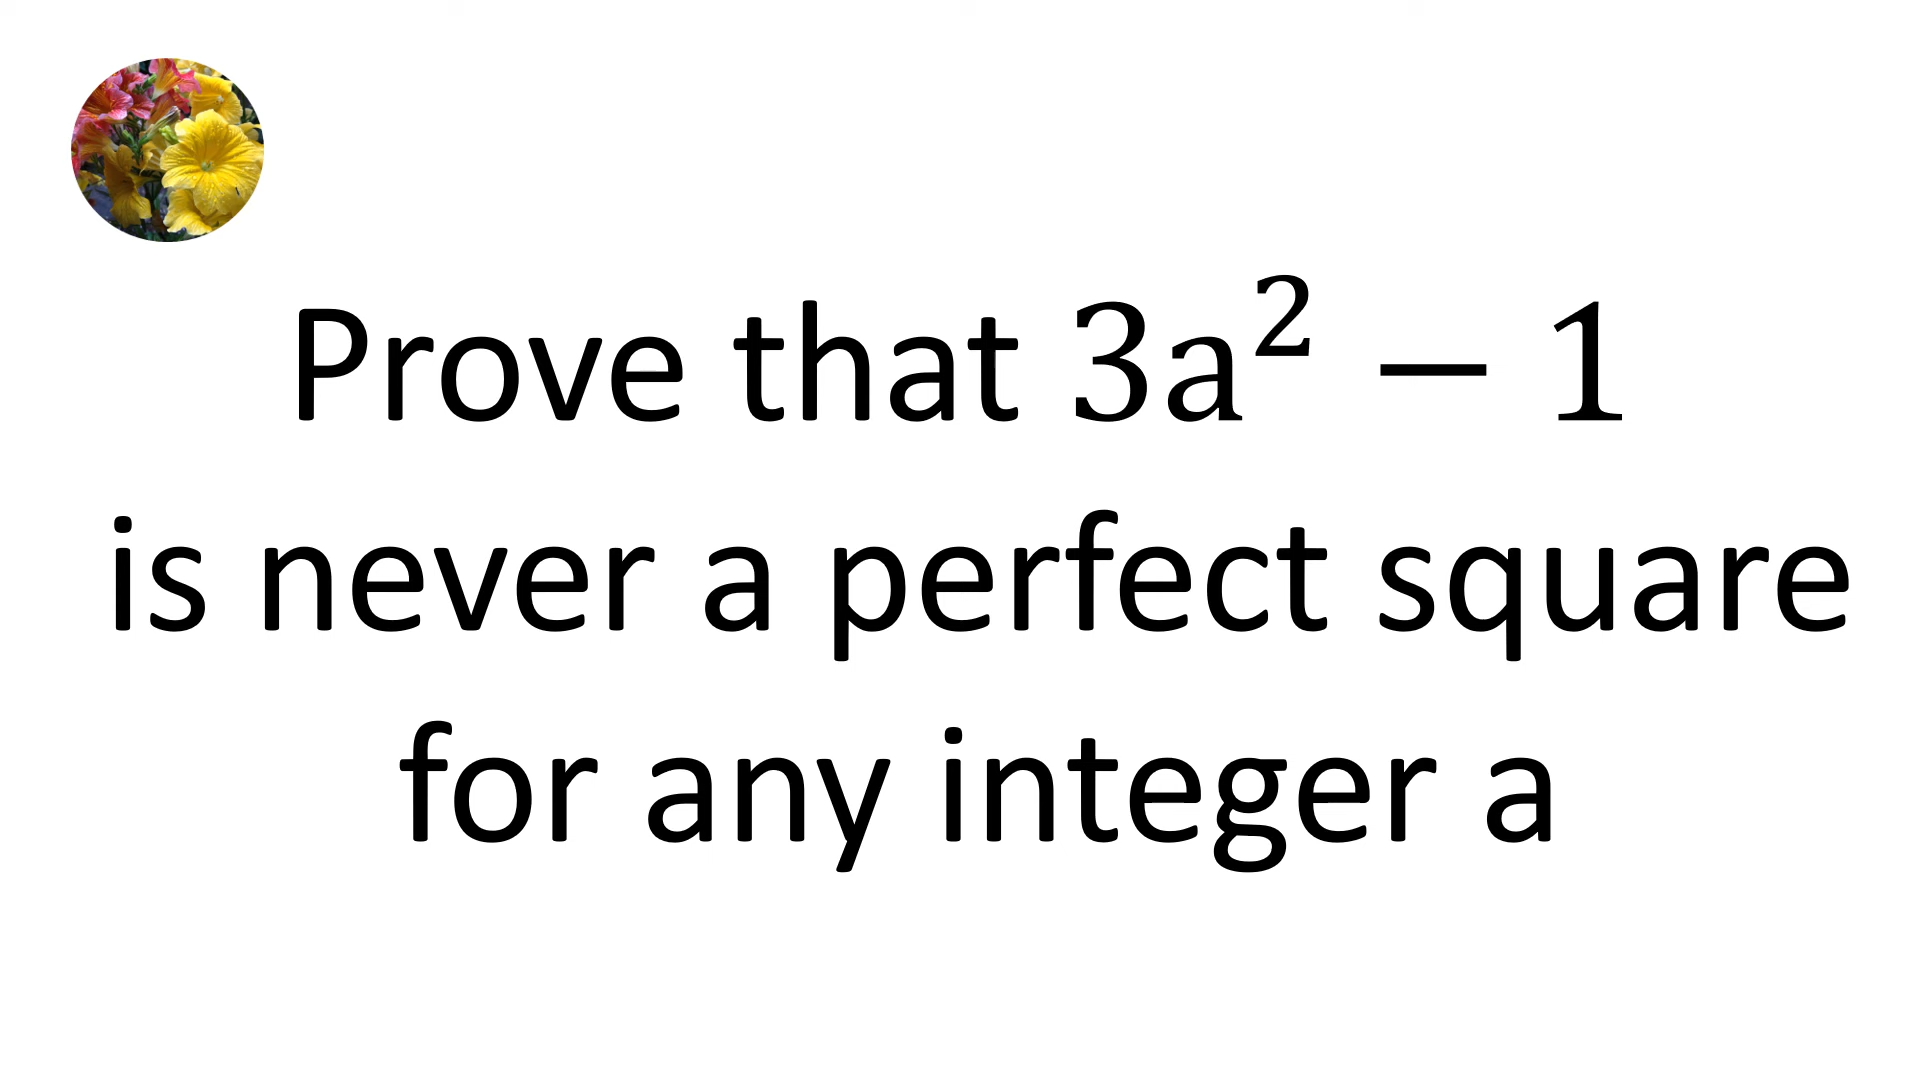 Prove that 3a² − 1
is never a perfect square
for any integer a